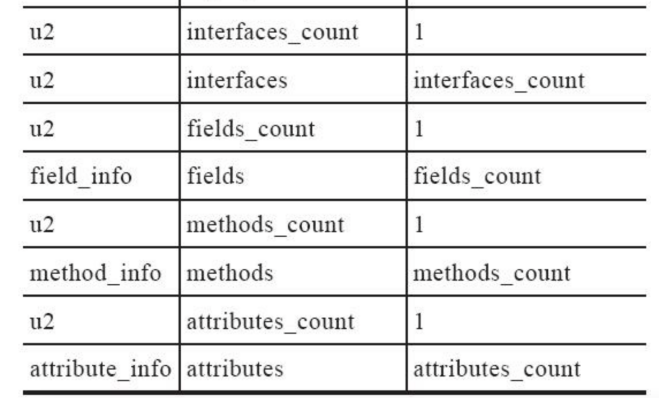 u2 interfaces_count 1
u2 interfaces interfaces_count
u2 fields_count 1
field_info fields fields_count
u2 methods_count 1
method_info methods methods_count
u2 attributes_count 1
attribute_info attributes attributes_count